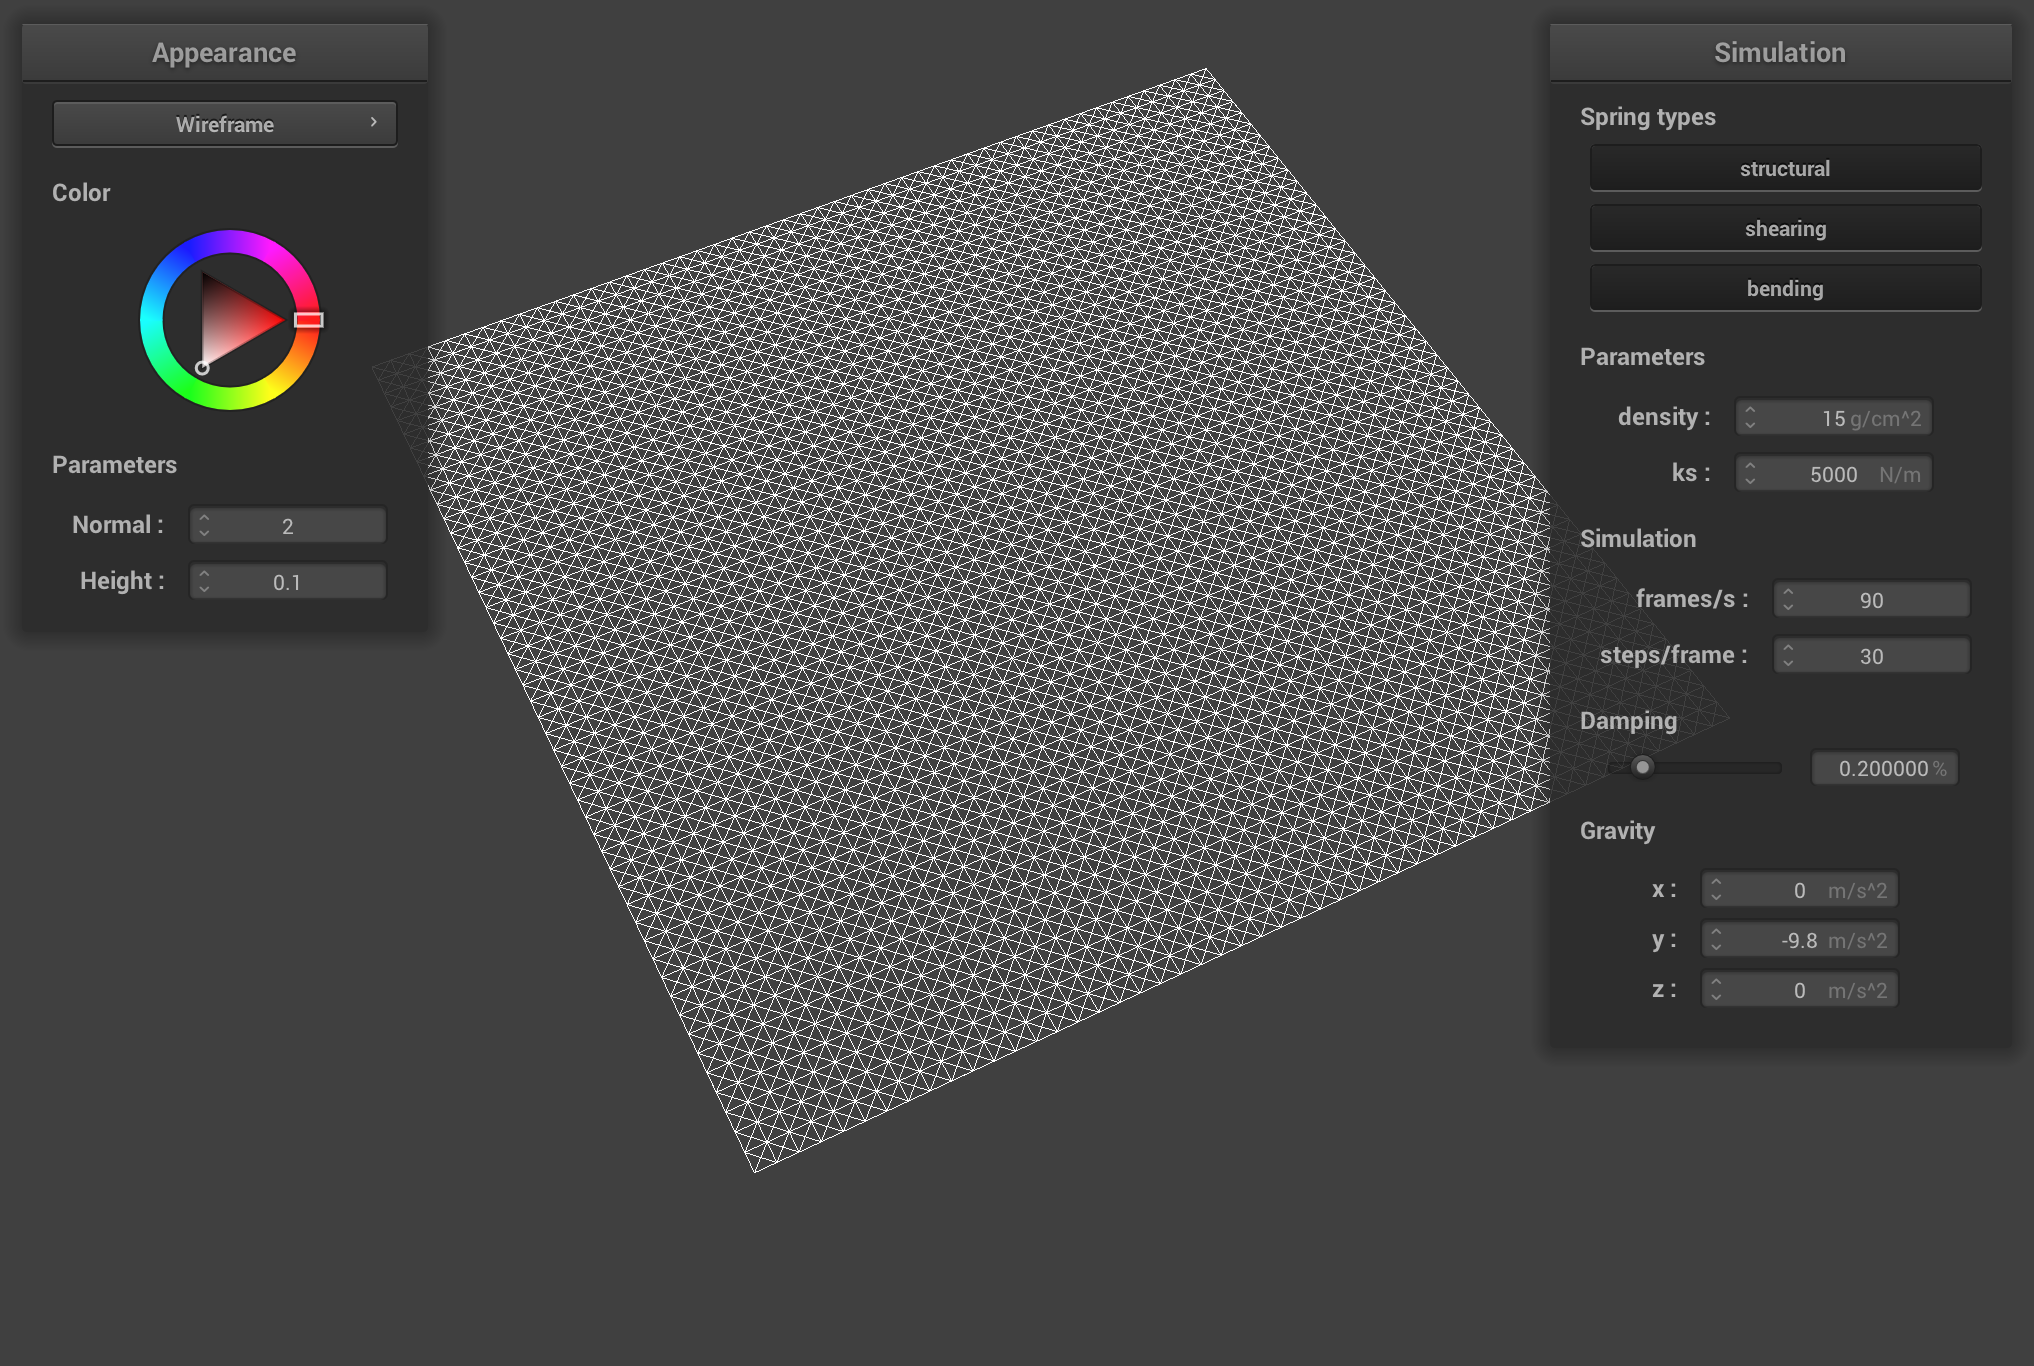 Appearance
Wireframe
Color
Parameters
Normal : 2
Height : 0.1
Simulation
Spring types
structural
shearing
bending
Parameters
density : 15 g/cm^2
ks : 5000 N/m
Simulation
frames/s : 90
steps/frame : 30
Damping
0.200000 %
Gravity
x : 0 m/s^2
y : -9.8 m/s^2
z : 0 m/s^2